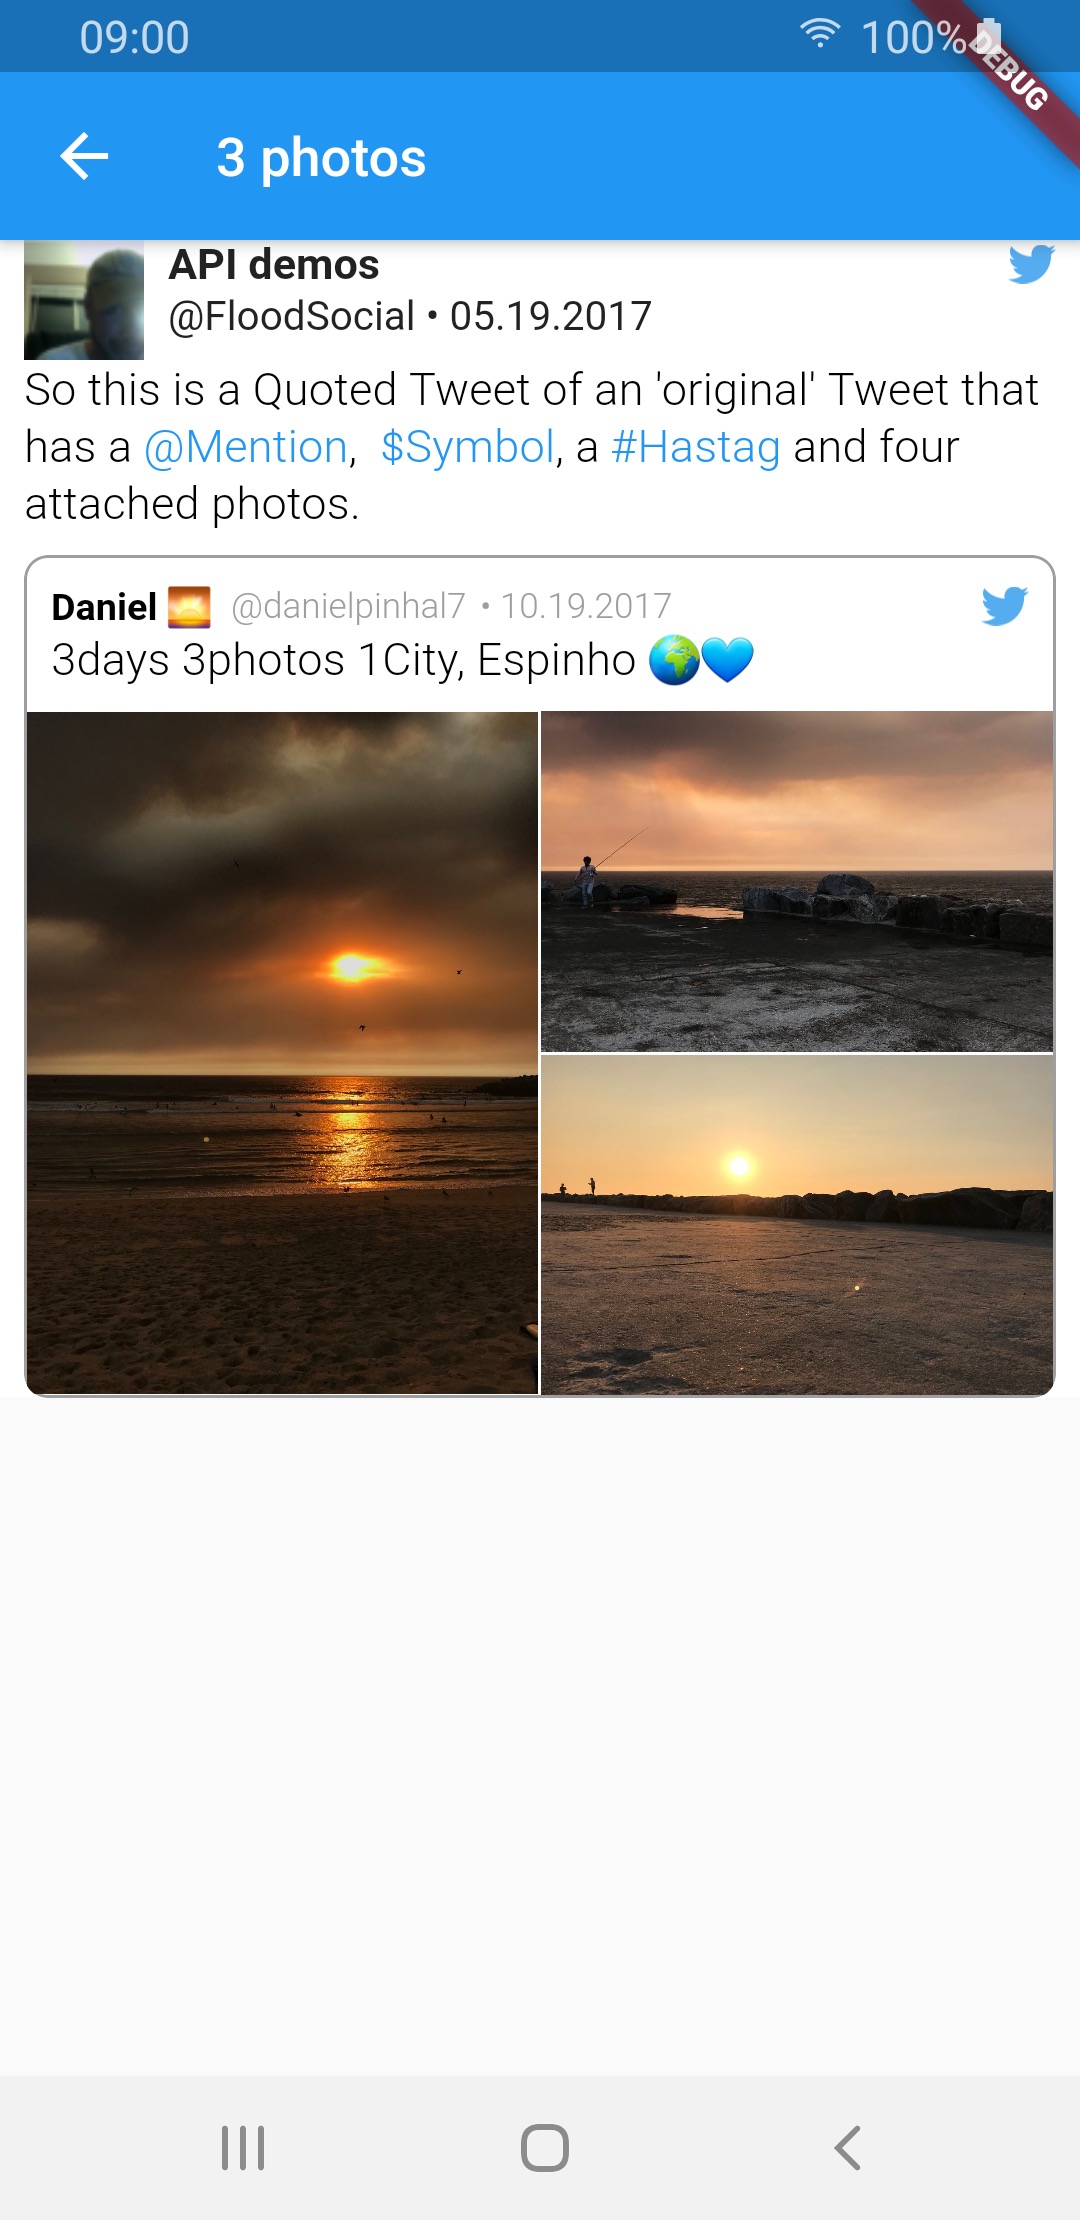 09:00 100%
DEBUG
3 photos
API demos
@FloodSocial • 05.19.2017
So this is a Quoted Tweet of an 'original' Tweet that
has a @Mention,  $Symbol, a #Hastag and four
attached photos.
Daniel 🌅 @danielpinhal7 • 10.19.2017
3days 3photos 1City, Espinho 🌍💙